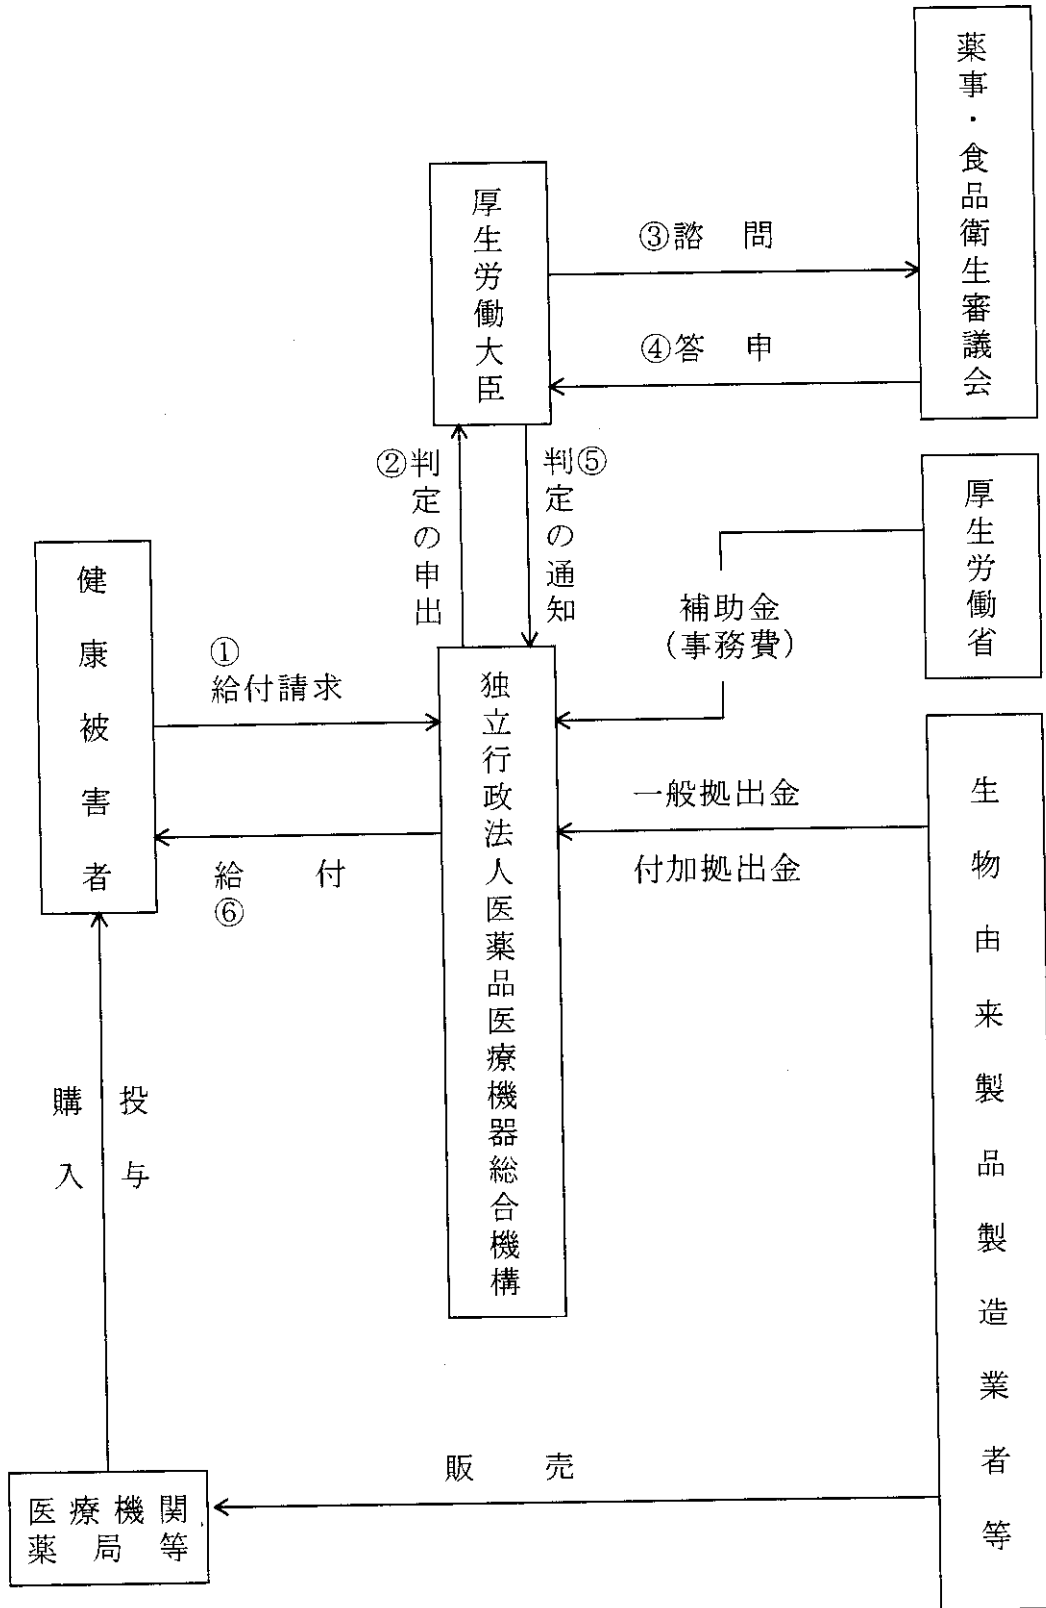 薬事・食品衛生審議会
厚生労働大臣
③諮問
④答申
②判定の申出
判定の通知⑤
厚生労働省
補助金
（事務費）
健康被害者
①
給付請求
独立行政法人医薬品医療機器総合機構
給付
⑥
一般拠出金
付加拠出金
生物由来製品製造業者等
購入
投与
販売
医療機関
薬局等